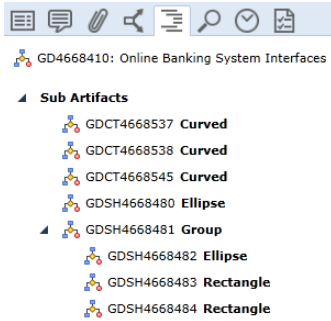 GD4668410: Online Banking System Interfaces
Sub Artifacts
GDCT4668537 Curved
GDCT4668538 Curved
GDCT4668545 Curved
GDSH4668480 Ellipse
GDSH4668481 Group
GDSH4668482 Ellipse
GDSH4668483 Rectangle
GDSH4668484 Rectangle